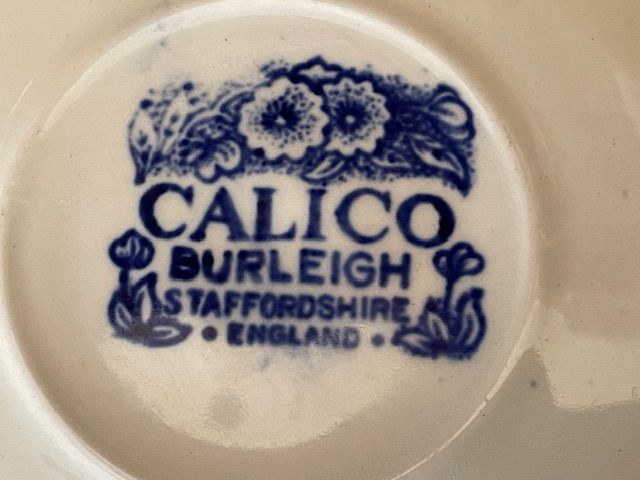 CALICO
BURLEIGH
STAFFORDSHIRE
• ENGLAND •